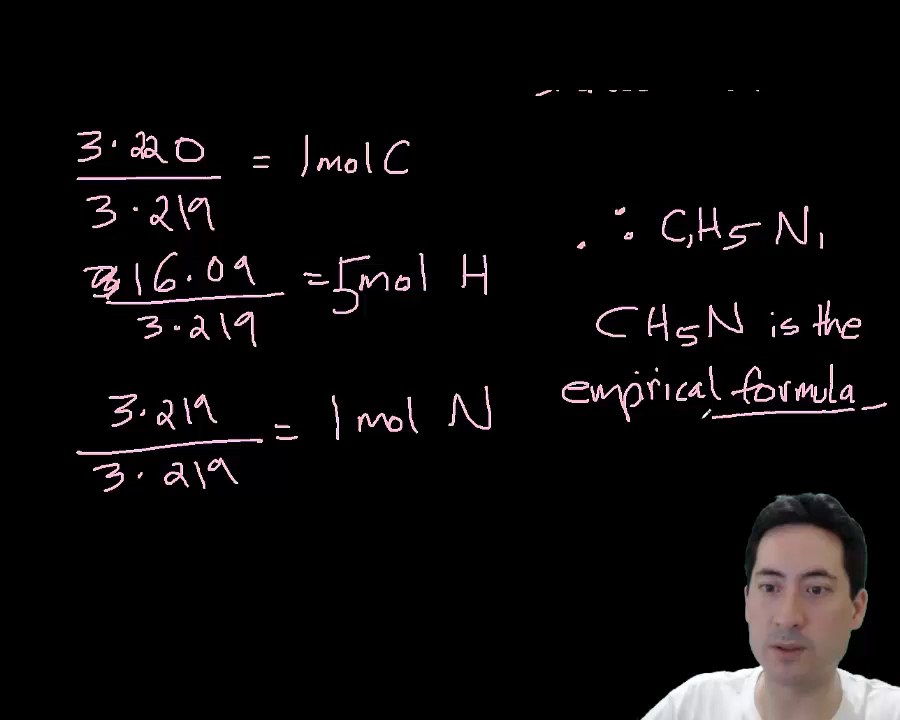 3.220
= 1 mol C
3.219
16.09
= 5 mol H
3.219
3.219
= 1 mol N
3.219
∴ C1H5N1
CH5N is the
empirical formula